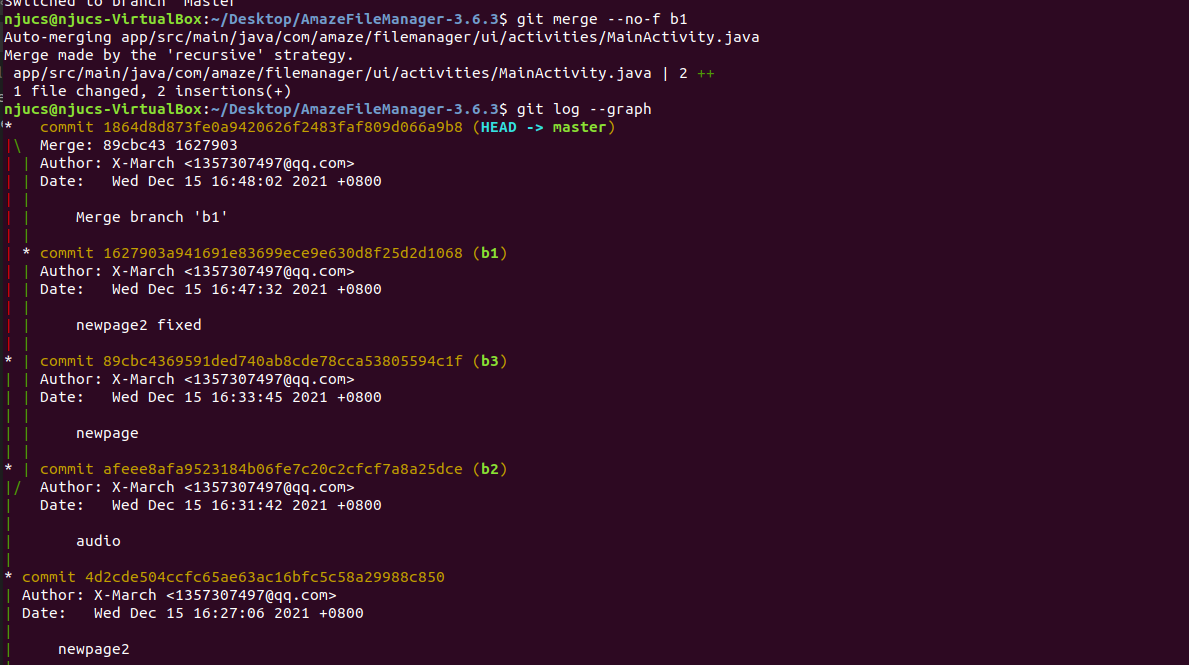 Switched to branch 'master'
njucs@njucs-VirtualBox:~/Desktop/AmazeFileManager-3.6.3$ git merge --no-f b1
Auto-merging app/src/main/java/com/amaze/filemanager/ui/activities/MainActivity.java
Merge made by the 'recursive' strategy.
 app/src/main/java/com/amaze/filemanager/ui/activities/MainActivity.java | 2 ++
 1 file changed, 2 insertions(+)
njucs@njucs-VirtualBox:~/Desktop/AmazeFileManager-3.6.3$ git log --graph
*   commit 1864d8d873fe0a9420626f2483faf809d066a9b8 (HEAD -> master)
|\  Merge: 89cbc43 1627903
| | Author: X-March <1357307497@qq.com>
| | Date:   Wed Dec 15 16:48:02 2021 +0800
| |
| |     Merge branch 'b1'
| |
| * commit 1627903a941691e83699ece9e630d8f25d2d1068 (b1)
| | Author: X-March <1357307497@qq.com>
| | Date:   Wed Dec 15 16:47:32 2021 +0800
| |
| |     newpage2 fixed
| |
* | commit 89cbc4369591ded740ab8cde78cca53805594c1f (b3)
| | Author: X-March <1357307497@qq.com>
| | Date:   Wed Dec 15 16:33:45 2021 +0800
| |
| |     newpage
| |
* | commit afeee8afa9523184b06fe7c20c2cfcf7a8a25dce (b2)
|/  Author: X-March <1357307497@qq.com>
|   Date:   Wed Dec 15 16:31:42 2021 +0800
|
|       audio
|
* commit 4d2cde504ccfc65ae63ac16bfc5c58a29988c850
| Author: X-March <1357307497@qq.com>
| Date:   Wed Dec 15 16:27:06 2021 +0800
|
|     newpage2